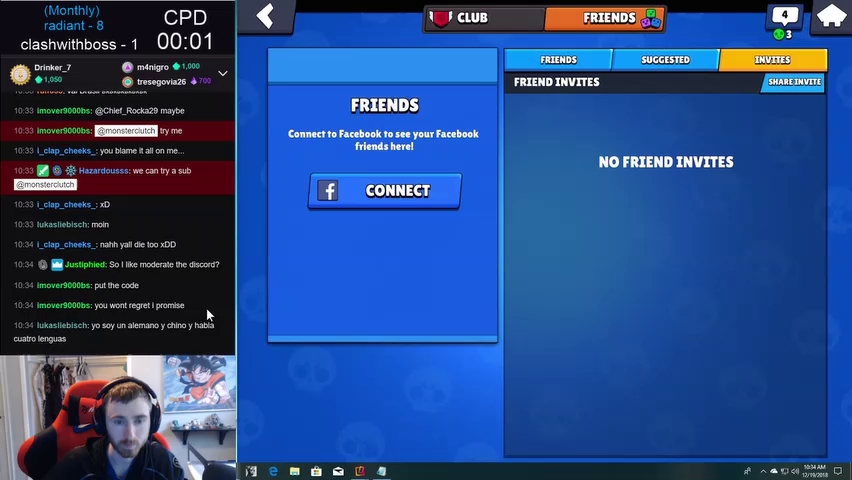 (Monthly)
radiant - 8
clashwithboss - 1
CPD
00:01
Drinker_7
1,050
m4nigro 1,000
tresegovia26 700
10:33 imover9000bs: @Chief_Rocka29 maybe
10:33 imover9000bs: @monsterclutch try me
10:33 i_clap_cheeks_: you blame it all on me...
10:33 Hazardousss: we can try a sub
@monsterclutch
10:33 i_clap_cheeks_: xD
10:33 lukasliebisch: moin
10:34 i_clap_cheeks_: nahh yall die too xDD
10:34 Justiphied: So I like moderate the discord?
10:34 imover9000bs: put the code
10:34 imover9000bs: you wont regret i promise
10:34 lukasliebisch: yo soy un alemano y chino y habla
cuatro lenguas
CLUB
FRIENDS
4
3
FRIENDS
Connect to Facebook to see your Facebook
friends here!
CONNECT
FRIENDS
SUGGESTED
INVITES
FRIEND INVITES
SHARE INVITE
NO FRIEND INVITES
10:34 AM
12/19/2018